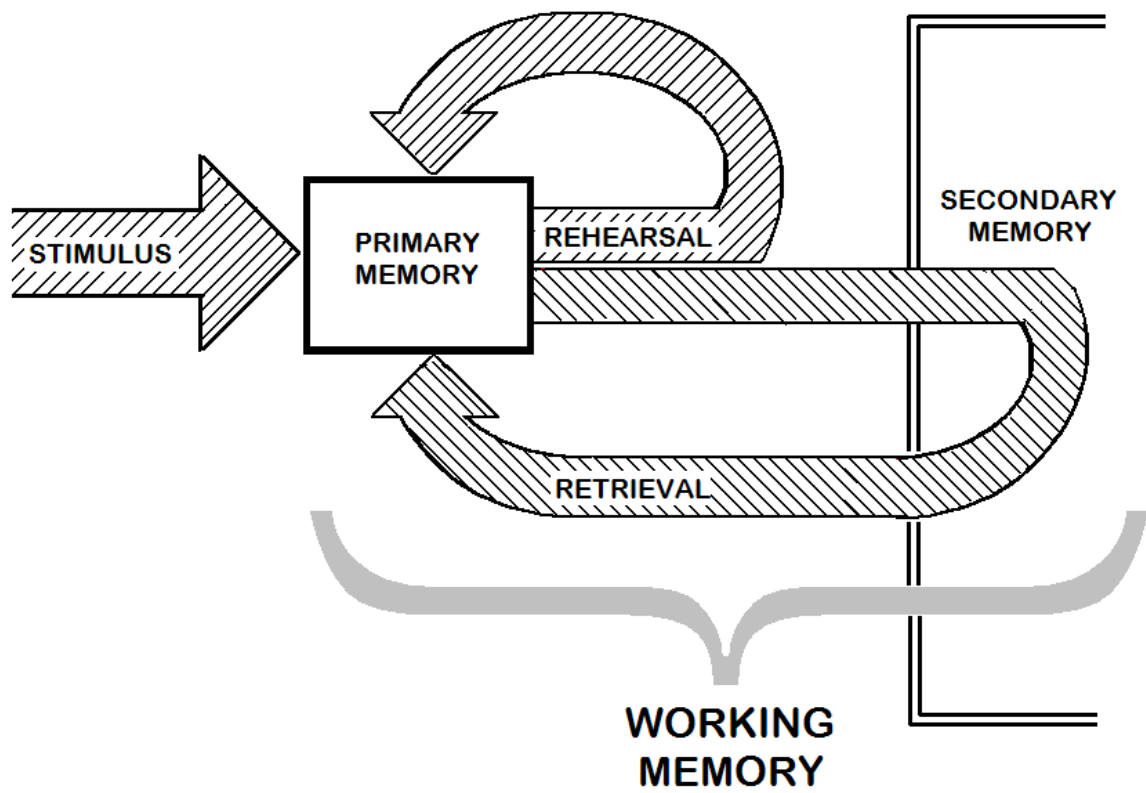 STIMULUS
PRIMARY
MEMORY
REHEARSAL
SECONDARY
MEMORY
RETRIEVAL
WORKING
MEMORY